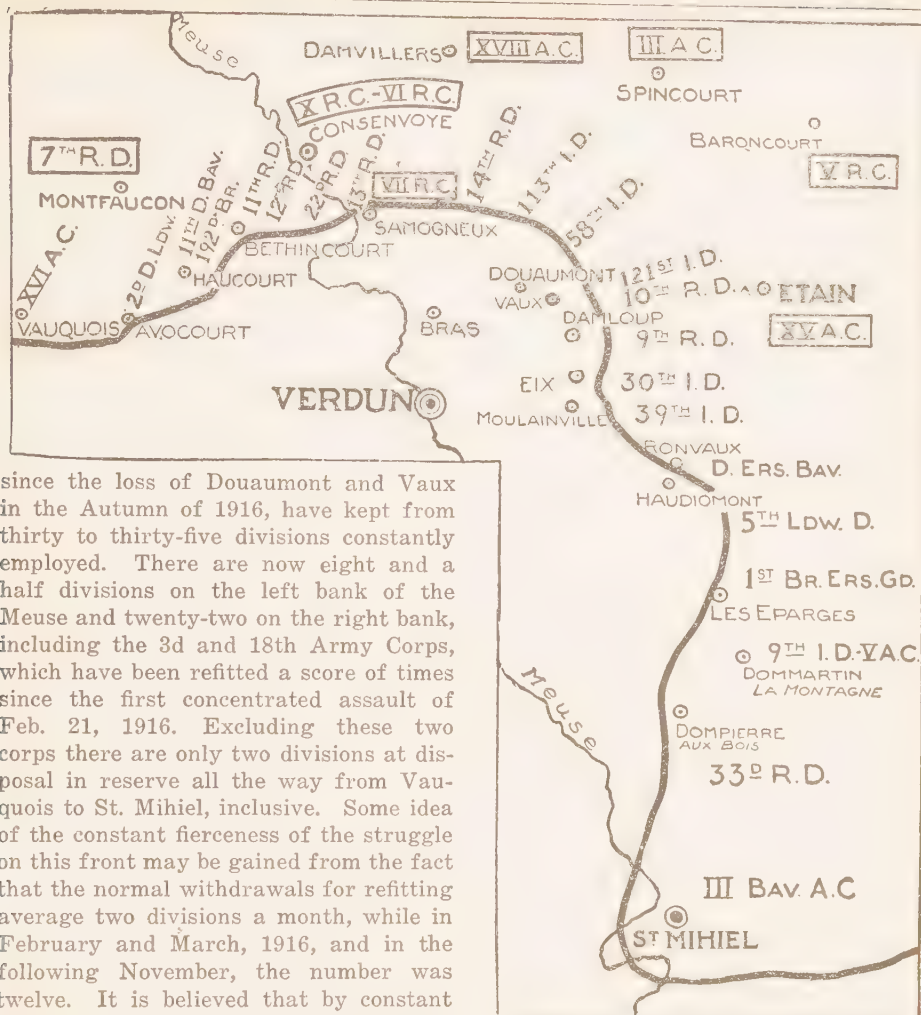 Meuse
DAMVILLERS
XVIII A.C.
III A C.
SPINCOURT
X R.C.-VI R.C.
CONSENVOYE
BARONCOURT
V R.C.
7TH R. D.
MONTFAUCON
XVI A.C.
2D D. LDW.
11TH D. BAV.
192D BR.
11TH R.D.
12TH R.D.
22D R.D.
13TH R.D.
VII R.C.
14TH R.D.
113TH I.D.
58TH I.D.
SAMOGNEUX
BETHINCOURT
HAUCOURT
VAUQUOIS
AVOCOURT
DOUAUMONT
121ST I.D.
VAUX
10TH R. D.
ETAIN
DAMLOUP
BRAS
9TH R. D.
XV A.C.
VERDUN
EIX
30TH I.D.
MOULAINVILLE
39TH I. D.
RONVAUX
D. ERS. BAV.
HAUDIOMONT
5TH LDW. D.
1ST BR. ERS. GD.
LES EPARGES
9TH I. D.-V A.C.
DOMMARTIN
LA MONTAGNE
Meuse
DOMPIERRE
AUX BOIS
33D R. D.
III BAV. A.C
ST MIHIEL
since the loss of Douaumont and Vaux
in the Autumn of 1916, have kept from
thirty to thirty-five divisions constantly
employed. There are now eight and a
half divisions on the left bank of the
Meuse and twenty-two on the right bank,
including the 3d and 18th Army Corps,
which have been refitted a score of times
since the first concentrated assault of
Feb. 21, 1916. Excluding these two
corps there are only two divisions at dis-
posal in reserve all the way from Vau-
quois to St. Mihiel, inclusive. Some idea
of the constant fierceness of the struggle
on this front may be gained from the fact
that the normal withdrawals for refitting
average two divisions a month, while in
February and March, 1916, and in the
following November, the number was
twelve. It is believed that by constant